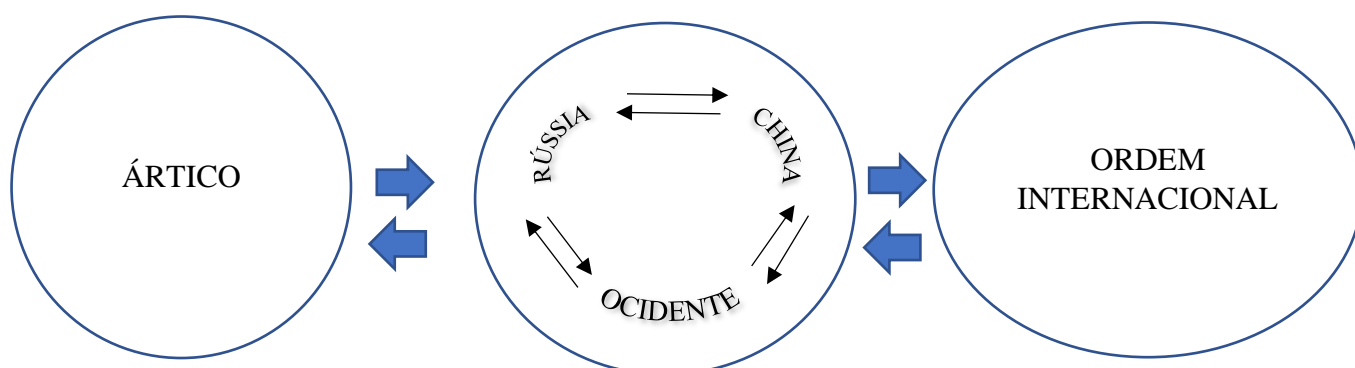 ÁRTICO
RÚSSIA
CHINA
OCIDENTE
ORDEM
INTERNACIONAL